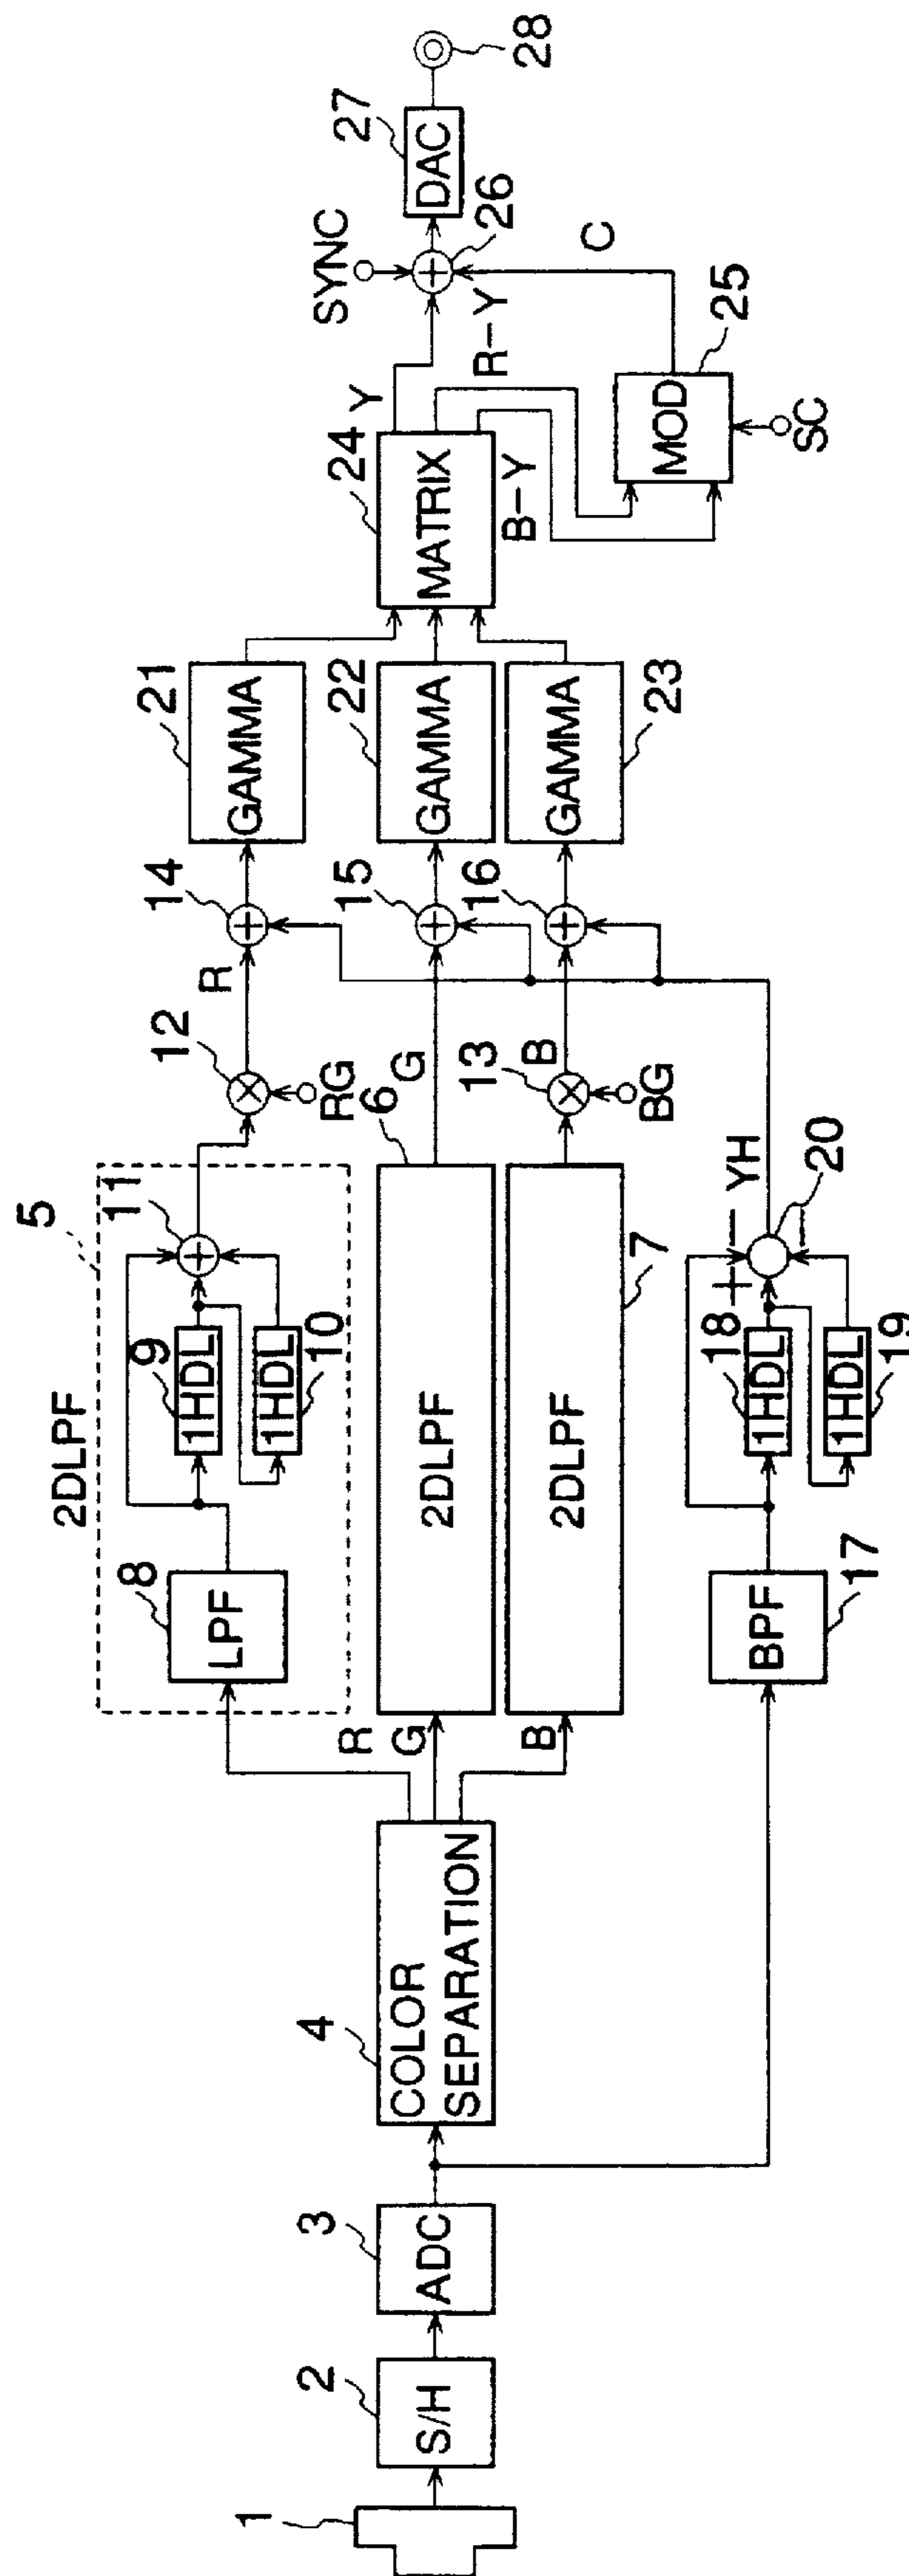 1
2
S/H
3
ADC
4
COLOR
SEPARATION
R
G
B
5
2DLPF
8
LPF
9
1HDL
10
1HDL
11
6
2DLPF
7
2DLPF
17
BPF
18
1HDL
19
1HDL
+
−
−
20
YH
12
RG
R
G
13
BG
B
14
15
16
21
GAMMA
22
GAMMA
23
GAMMA
24
MATRIX
Y
R−Y
B−Y
25
MOD
SC
C
SYNC
26
27
DAC
28